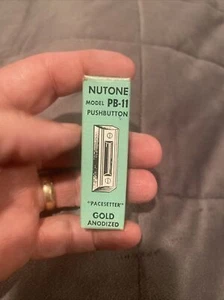 NUTONE
MODEL PB-11
PUSHBUTTON
"PACESETTER"
GOLD
ANODIZED